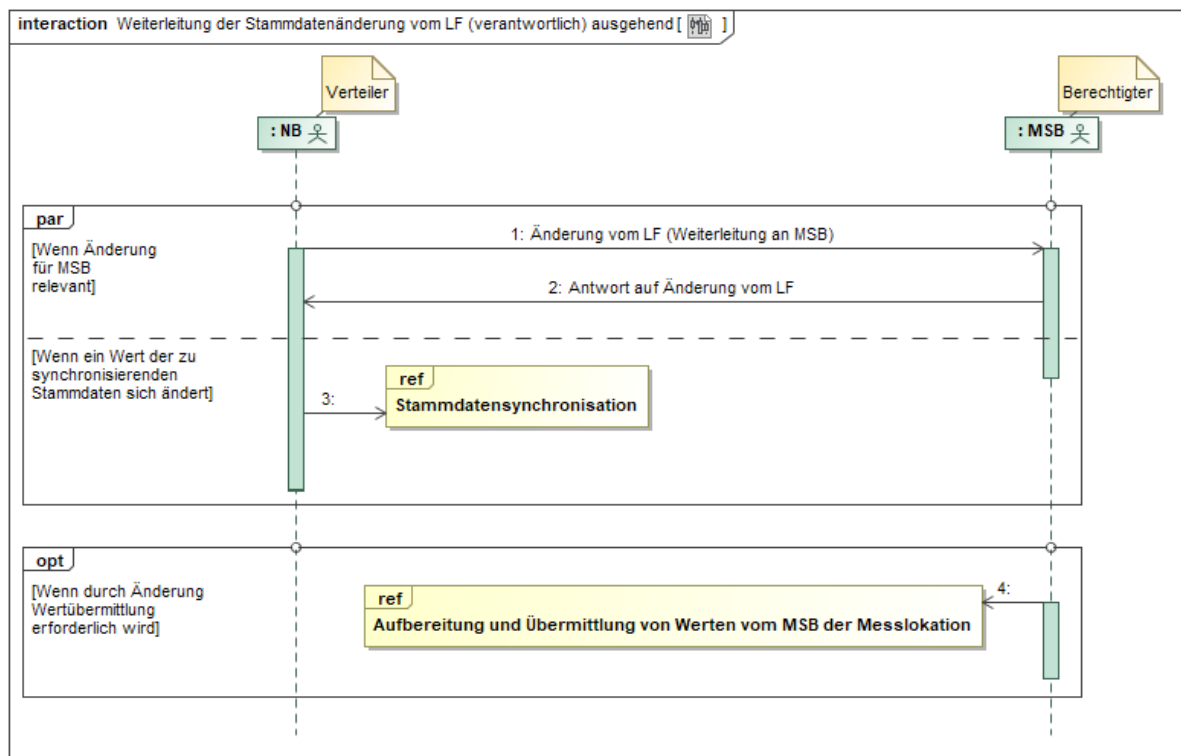 interaction Weiterleitung der Stammdatenänderung vom LF (verantwortlich) ausgehend [ ]
Verteiler
Berechtigter
: NB
: MSB
par
[Wenn Änderung
für MSB
relevant]
1: Änderung vom LF (Weiterleitung an MSB)
2: Antwort auf Änderung vom LF
[Wenn ein Wert der zu
synchronisierenden
Stammdaten sich ändert]
3:
ref
Stammdatensynchronisation
opt
[Wenn durch Änderung
Wertübermittlung
erforderlich wird]
ref
Aufbereitung und Übermittlung von Werten vom MSB der Messlokation
4: